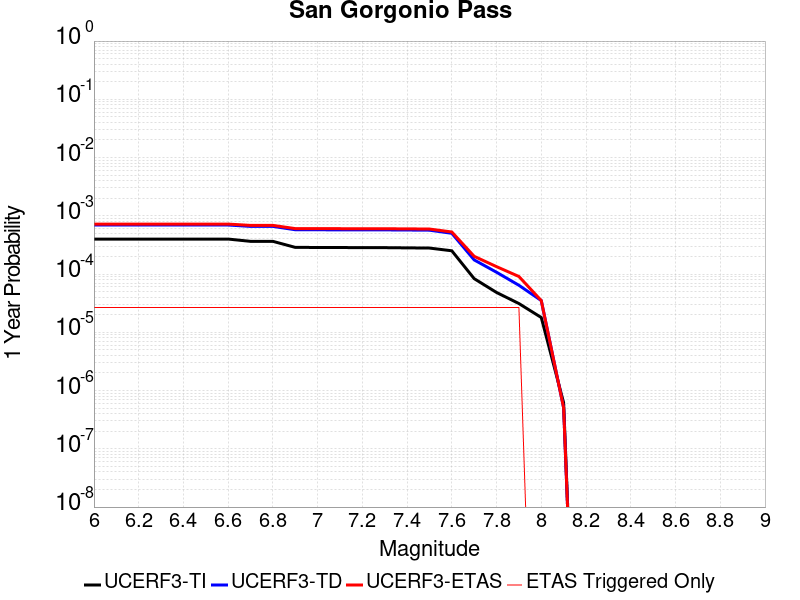 San Gorgonio Pass
10^0
10^-1
10^-2
10^-3
10^-4
10^-5
10^-6
10^-7
10^-8
1 Year Probability
6 6.2 6.4 6.6 6.8 7 7.2 7.4 7.6 7.8 8 8.2 8.4 8.6 8.8 9
Magnitude
UCERF3-TI UCERF3-TD UCERF3-ETAS ETAS Triggered Only